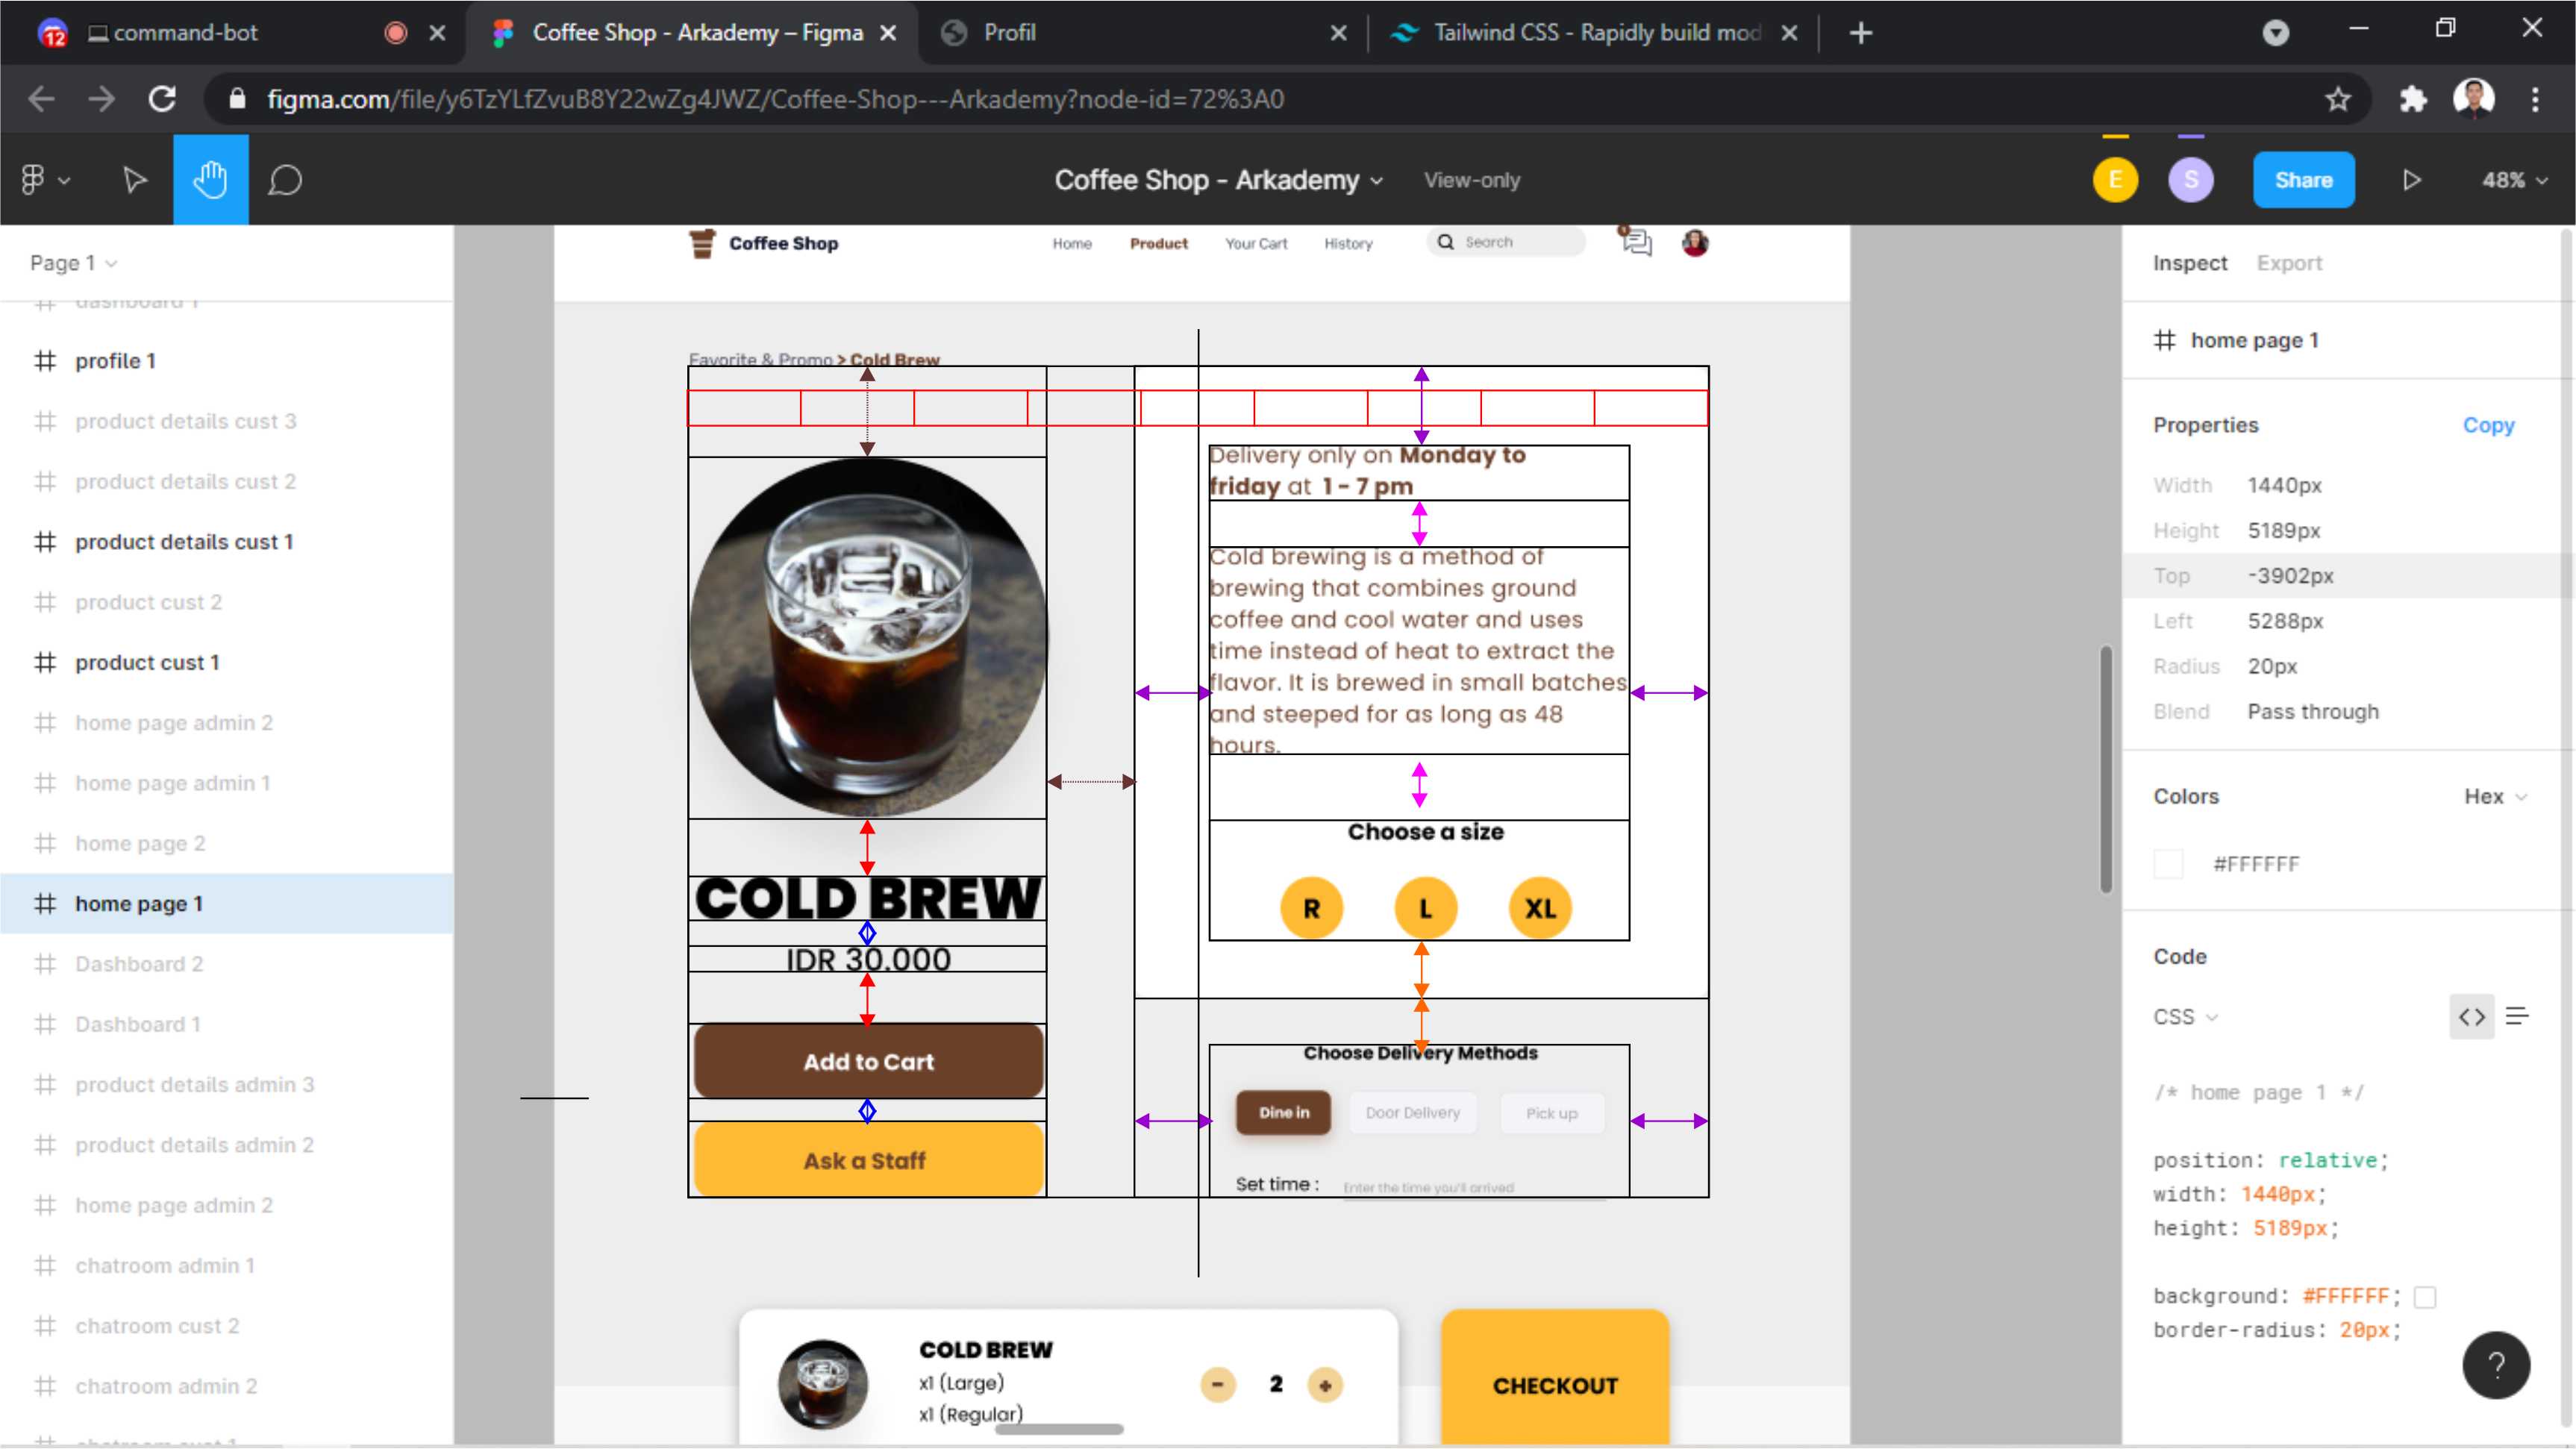 12 command-bot
Coffee Shop - Arkademy – Figma
Profil
Tailwind CSS - Rapidly build mod
figma.com/file/y6TzYLfZvuB8Y22wZg4JWZ/Coffee-Shop---Arkademy?node-id=72%3A0
Coffee Shop - Arkademy
View-only
E
S
Share
48%
Page 1
dashboard 1
profile 1
product details cust 3
product details cust 2
product details cust 1
product cust 2
product cust 1
home page admin 2
home page admin 1
home page 2
home page 1
Dashboard 2
Dashboard 1
product details admin 3
product details admin 2
home page admin 2
chatroom admin 1
chatroom cust 2
chatroom admin 2
chatroom cust 1
Coffee Shop
Home
Product
Your Cart
History
Search
Favorite & Promo > Cold Brew
COLD BREW
IDR 30.000
Add to Cart
Ask a Staff
Delivery only on Monday to
friday at 1 - 7 pm
Cold brewing is a method of
brewing that combines ground
coffee and cool water and uses
time instead of heat to extract the
flavor. It is brewed in small batches
and steeped for as long as 48
hours.
Choose a size
R
L
XL
Choose Delivery Methods
Dine in
Door Delivery
Pick up
Set time :
Enter the time you'll arrived
COLD BREW
x1 (Large)
x1 (Regular)
-
2
+
CHECKOUT
Inspect
Export
home page 1
Properties
Copy
Width 1440px
Height 5189px
Top -3902px
Left 5288px
Radius 20px
Blend Pass through
Colors
Hex
#FFFFFF
Code
CSS
/* home page 1 */
position: relative;
width: 1440px;
height: 5189px;
background: #FFFFFF;
border-radius: 20px;
?